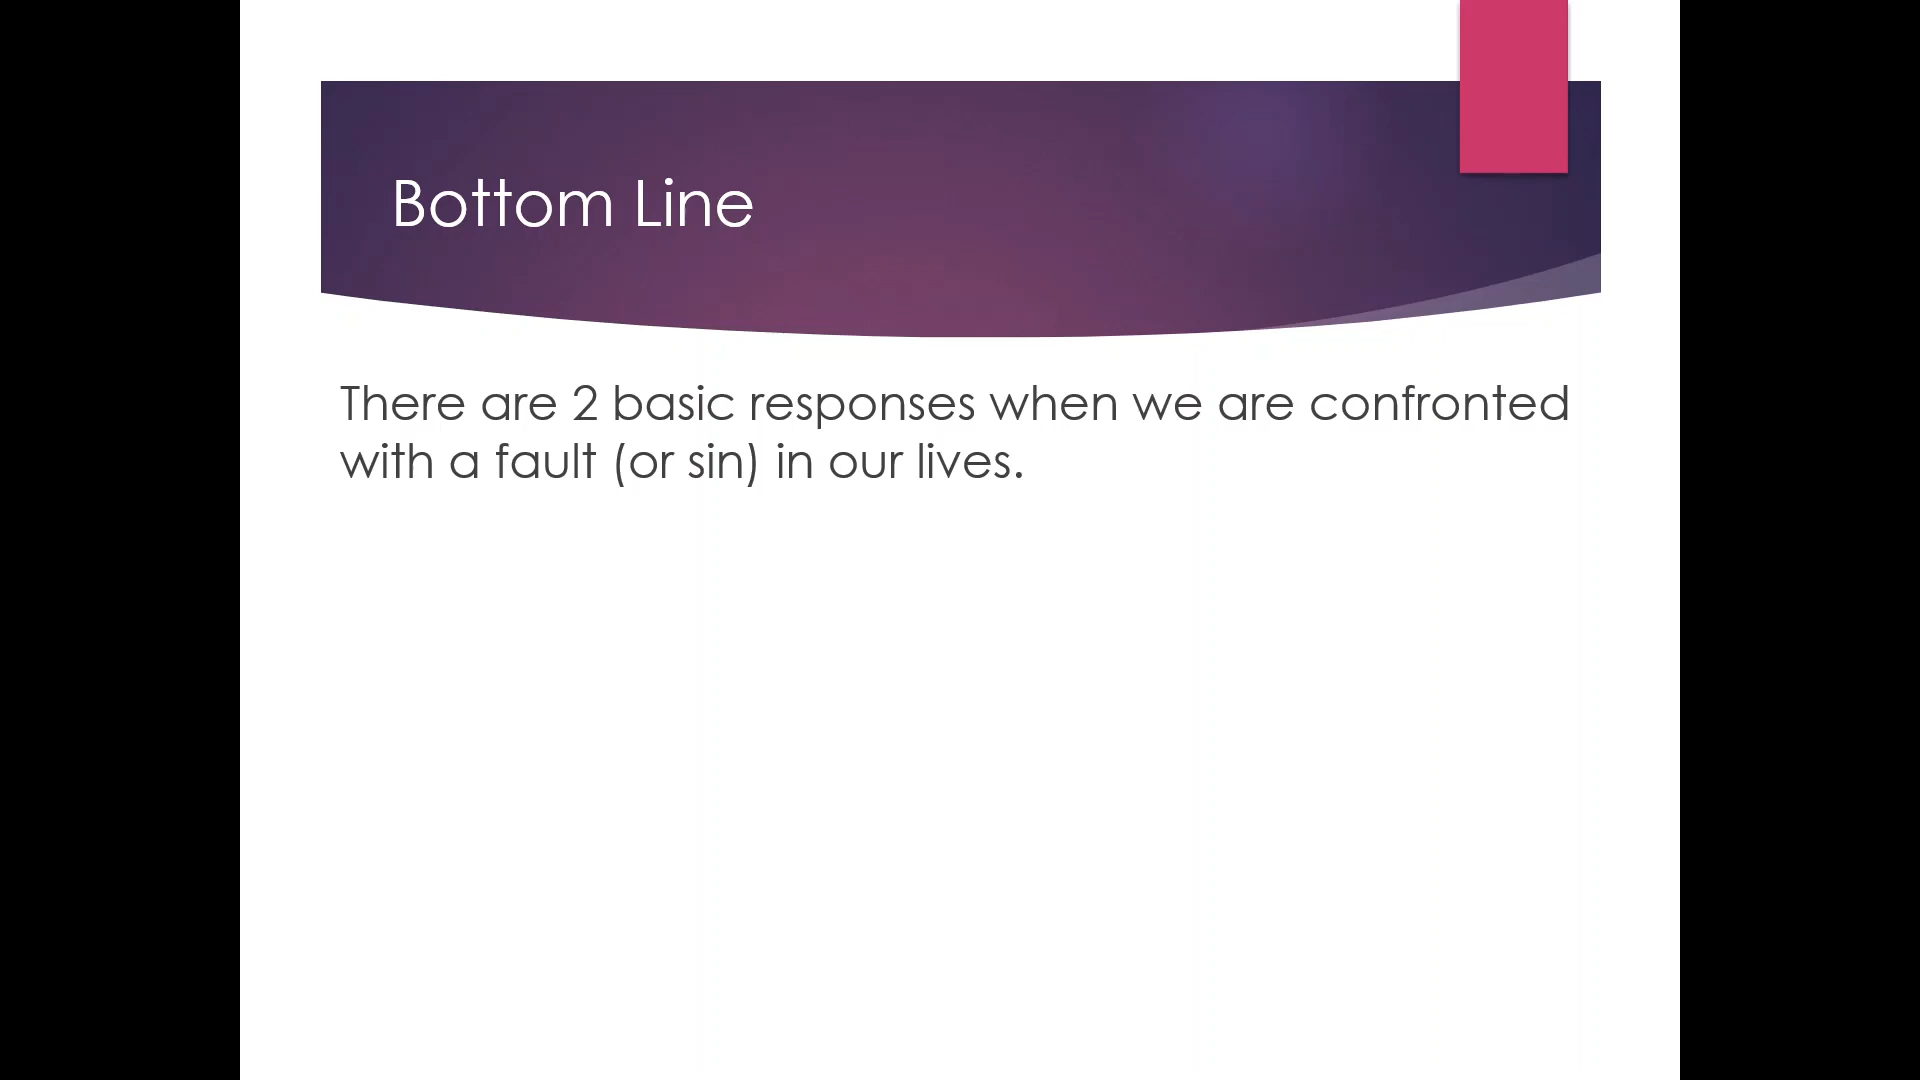 Bottom Line
There are 2 basic responses when we are confronted
with a fault (or sin) in our lives.